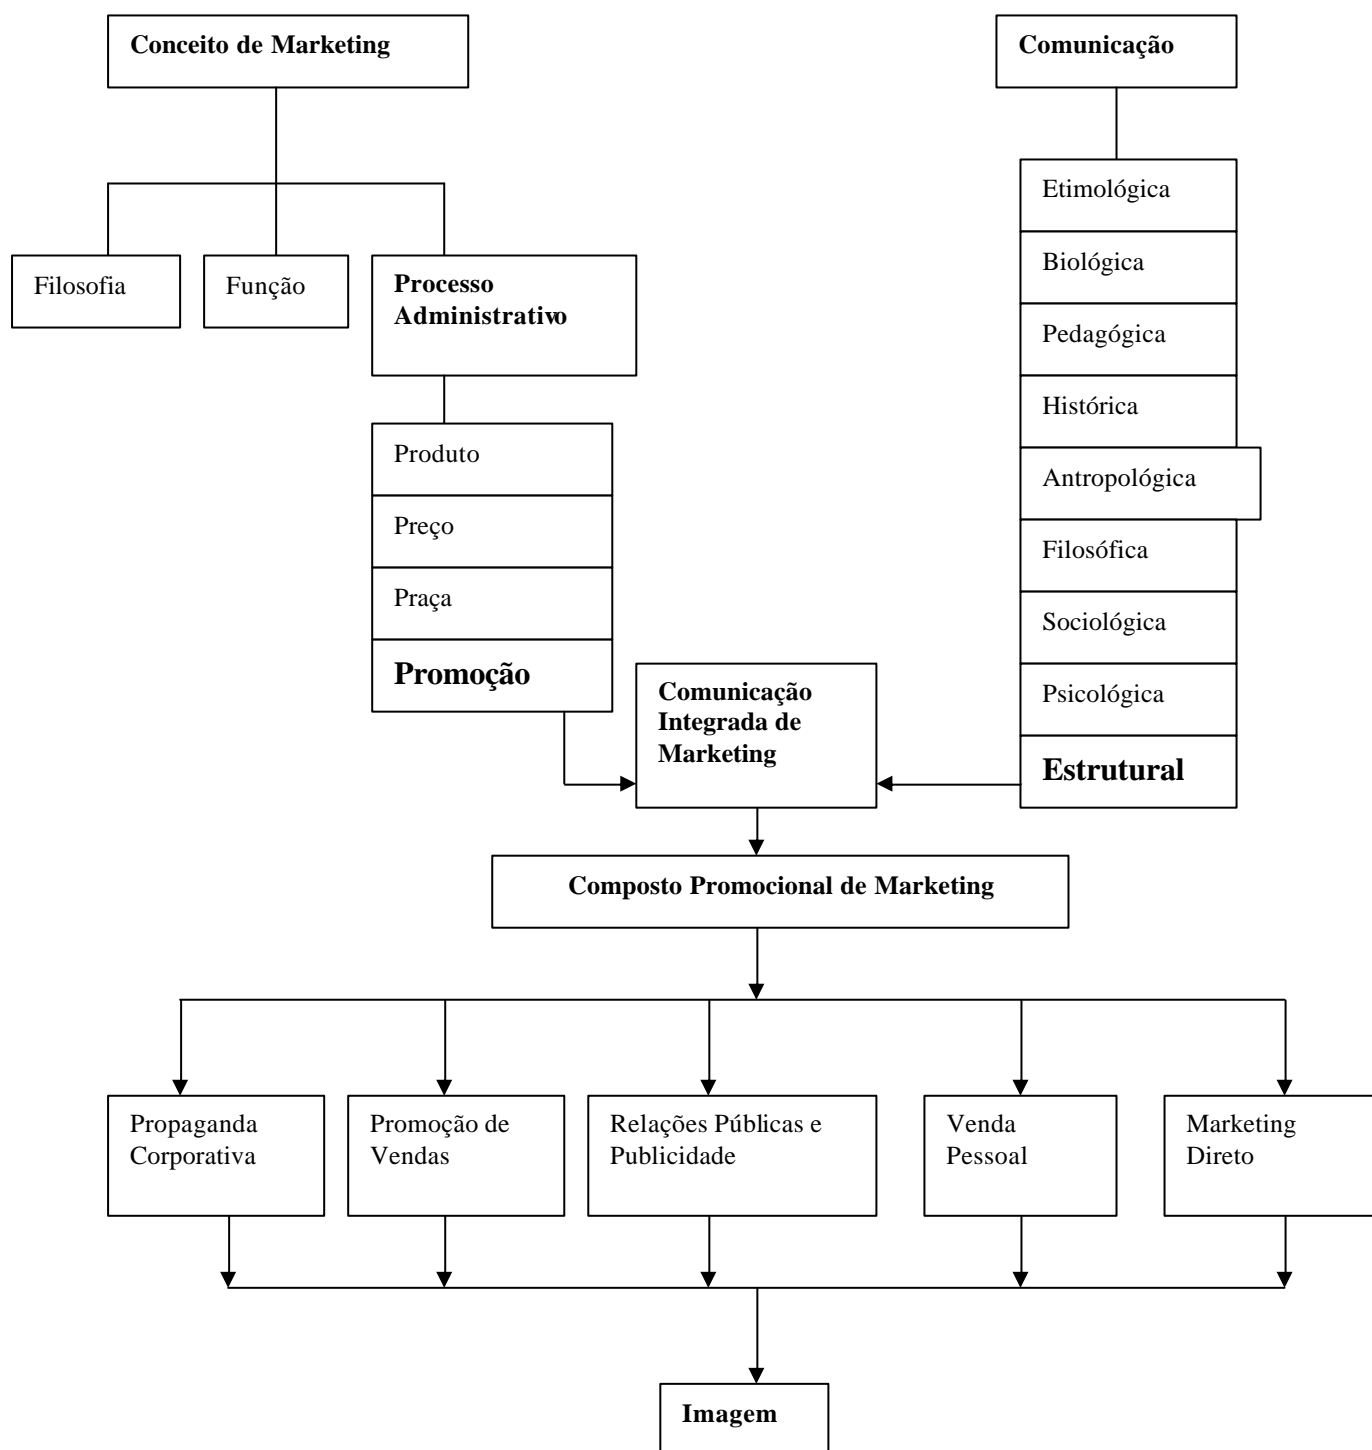 Conceito de Marketing
Comunicação
Filosofia
Função
Processo
Administrativo
Produto
Preço
Praça
Promoção
Etimológica
Biológica
Pedagógica
Histórica
Antropológica
Filosófica
Sociológica
Psicológica
Estrutural
Comunicação
Integrada de
Marketing
Composto Promocional de Marketing
Propaganda
Corporativa
Promoção de
Vendas
Relações Públicas e
Publicidade
Venda
Pessoal
Marketing
Direto
Imagem